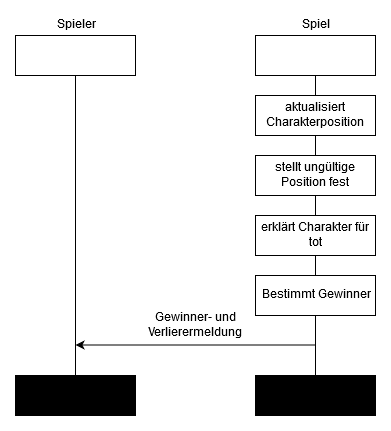 Spieler
Spiel
aktualisiert
Charakterposition
stellt ungültige
Position fest
erklärt Charakter für
tot
Bestimmt Gewinner
Gewinner- und
Verlierermeldung